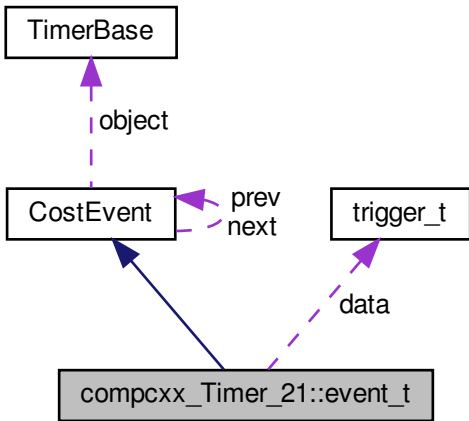 TimerBase
object
CostEvent
prev
next
trigger_t
data
compcxx_Timer_21::event_t